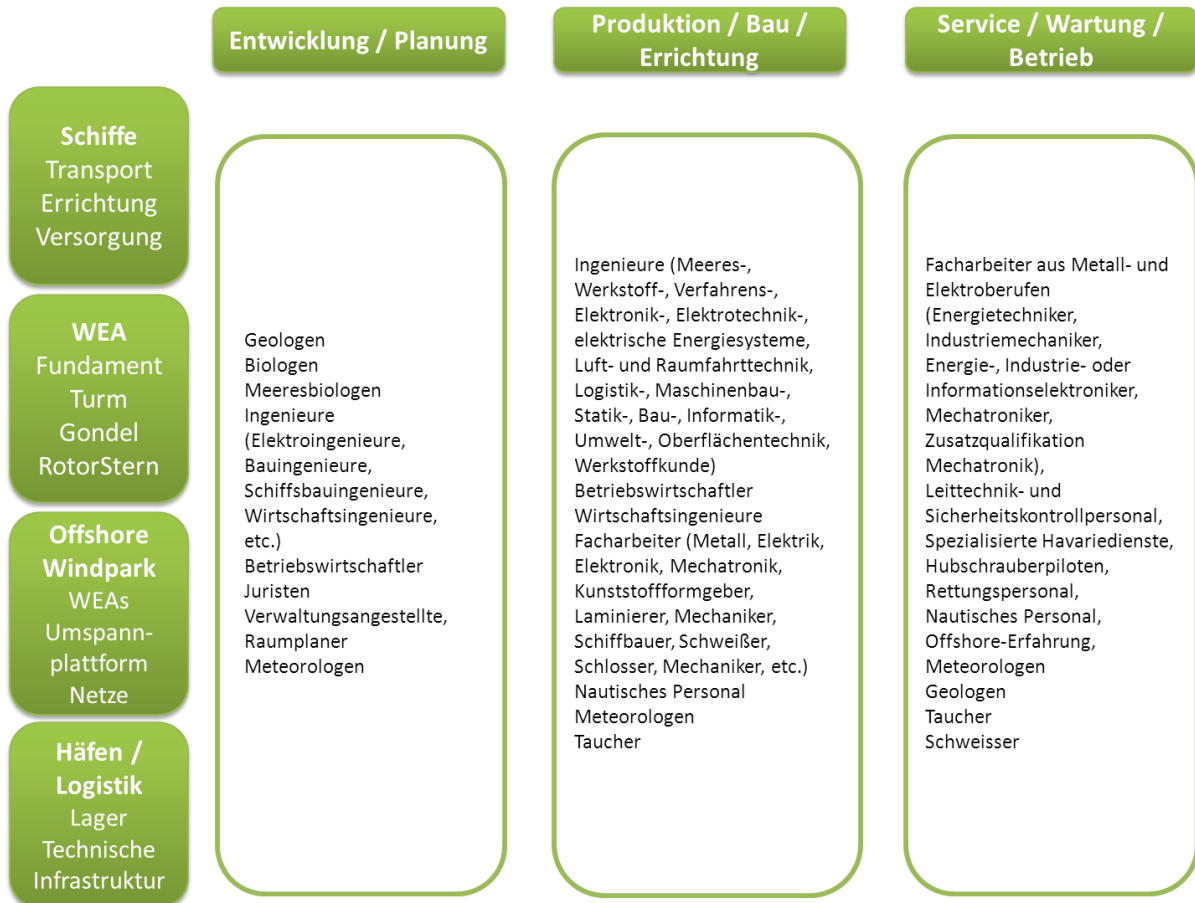 Entwicklung / Planung
Produktion / Bau /
Errichtung
Service / Wartung /
Betrieb
Schiffe
Transport
Errichtung
Versorgung
WEA
Fundament
Turm
Gondel
RotorStern
Offshore
Windpark
WEAs
Umspann-
plattform
Netze
Häfen /
Logistik
Lager
Technische
Infrastruktur
Geologen
Biologen
Meeresbiologen
Ingenieure
(Elektroingenieure,
Bauingenieure,
Schiffsbauingenieure,
Wirtschaftsingenieure,
etc.)
Betriebswirtschaftler
Juristen
Verwaltungsangestellte,
Raumplaner
Meteorologen
Ingenieure (Meeres-,
Werkstoff-, Verfahrens-,
Elektronik-, Elektrotechnik-,
elektrische Energiesysteme,
Luft- und Raumfahrttechnik,
Logistik-, Maschinenbau-,
Statik-, Bau-, Informatik-,
Umwelt-, Oberflächentechnik,
Werkstoffkunde)
Betriebswirtschaftler
Wirtschaftsingenieure
Facharbeiter (Metall, Elektrik,
Elektronik, Mechatronik,
Kunststoffformgeber,
Laminierer, Mechaniker,
Schiffbauer, Schweißer,
Schlosser, Mechaniker, etc.)
Nautisches Personal
Meteorologen
Taucher
Facharbeiter aus Metall- und
Elektroberufen
(Energietechniker,
Industriemechaniker,
Energie-, Industrie- oder
Informationselektroniker,
Mechatroniker,
Zusatzqualifikation
Mechatronik),
Leittechnik- und
Sicherheitskontrollpersonal,
Spezialisierte Havariedienste,
Hubschrauberpiloten,
Rettungspersonal,
Nautisches Personal,
Offshore-Erfahrung,
Meteorologen
Geologen
Taucher
Schweisser